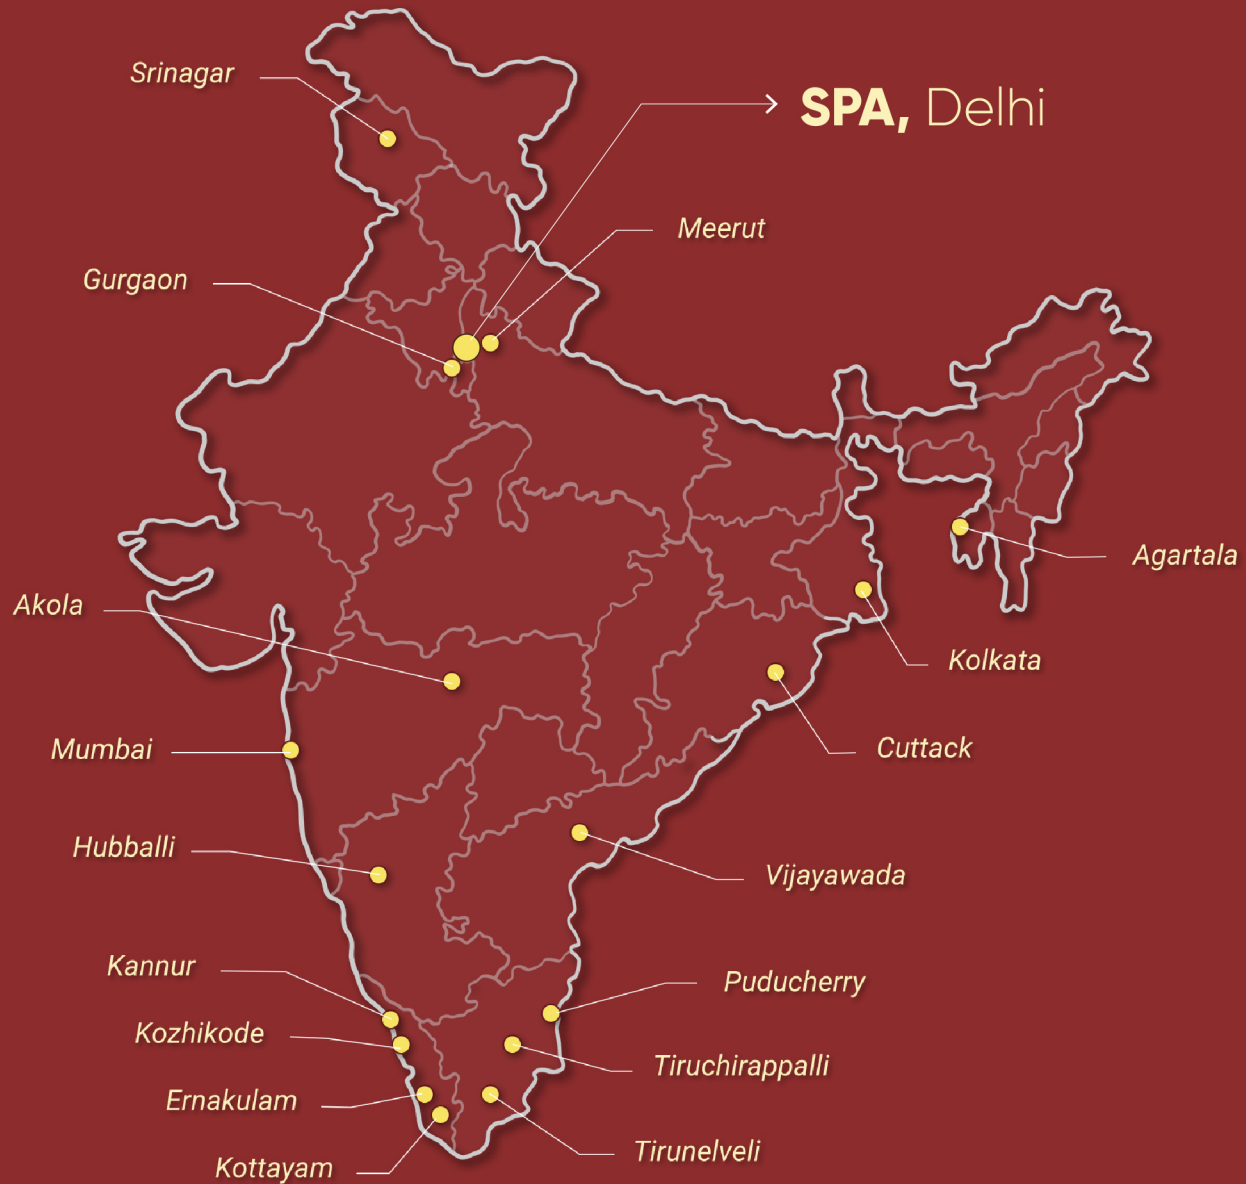 Srinagar
SPA, Delhi
Meerut
Gurgaon
Agartala
Akola
Kolkata
Mumbai
Cuttack
Hubballi
Vijayawada
Kannur
Puducherry
Kozhikode
Tiruchirappalli
Ernakulam
Tirunelveli
Kottayam